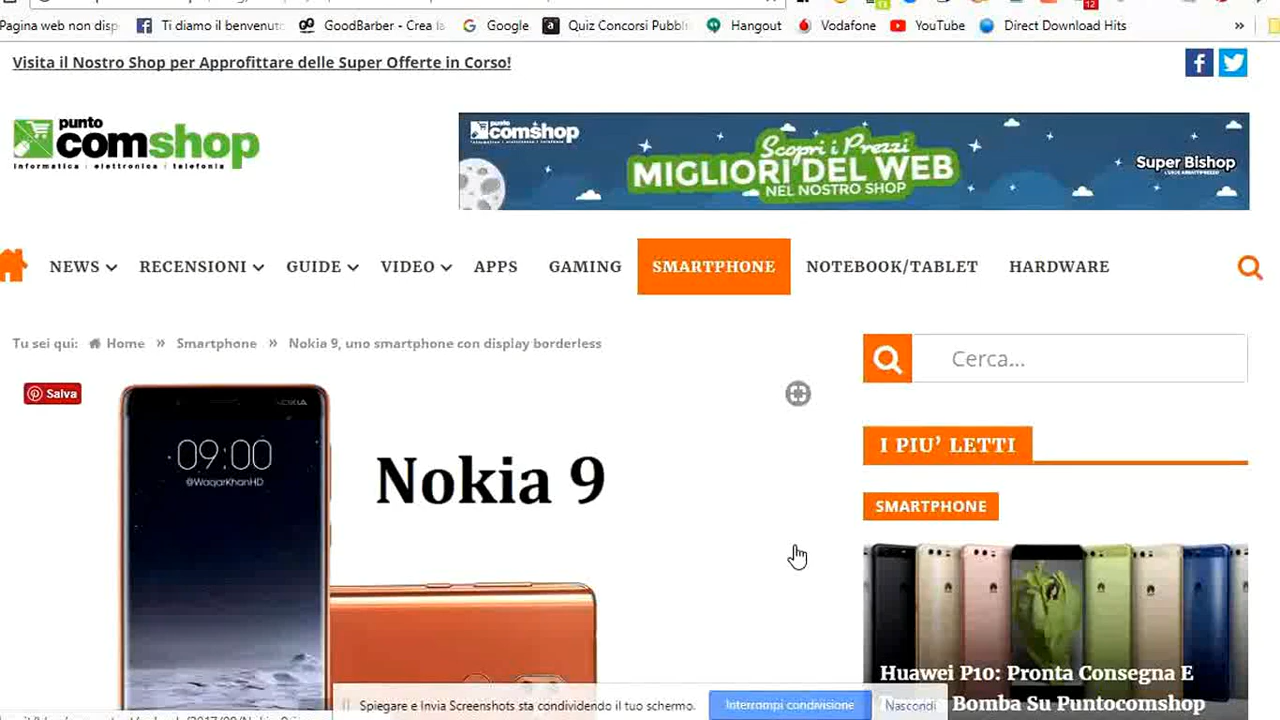 Pagina web non disp
Ti diamo il benvenut
GoodBarber - Crea la
Google
Quiz Concorsi Pubbl
Hangout
Vodafone
YouTube
Direct Download Hits
»
12
Visita il Nostro Shop per Approfittare delle Super Offerte in Corso!
punto
comshop
informatica | elettronica | telefonia
punto
comshop
Scopri i Prezzi
MIGLIORI DEL WEB
NEL NOSTRO SHOP
Super Bishop
NEWS
RECENSIONI
GUIDE
VIDEO
APPS
GAMING
SMARTPHONE
NOTEBOOK/TABLET
HARDWARE
Tu sei qui: Home » Smartphone » Nokia 9, uno smartphone con display borderless
Cerca...
Salva
NOKIA
09:00
@WaqarKhanHD
Nokia 9
I PIU’ LETTI
SMARTPHONE
Huawei P10: Pronta Consegna E
Bomba Su Puntocomshop
Spiegare e Invia Screenshots sta condividendo il tuo schermo.
Interrompi condivisione
Nascondi